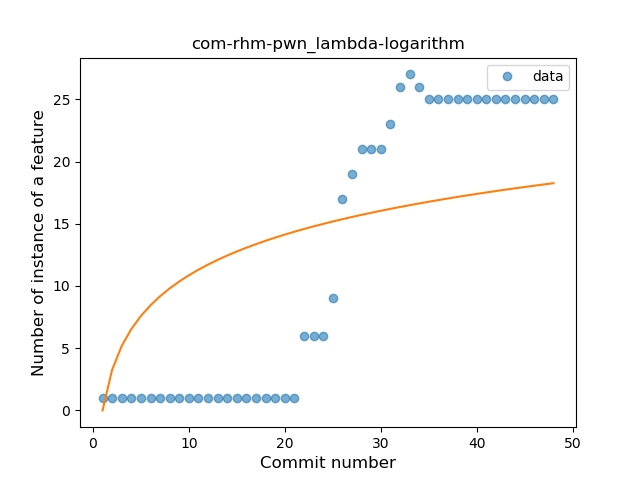 com-rhm-pwn_lambda-logarithm
data
Number of instance of a feature
25
20
15
10
5
0
0 10 20 30 40 50
Commit number